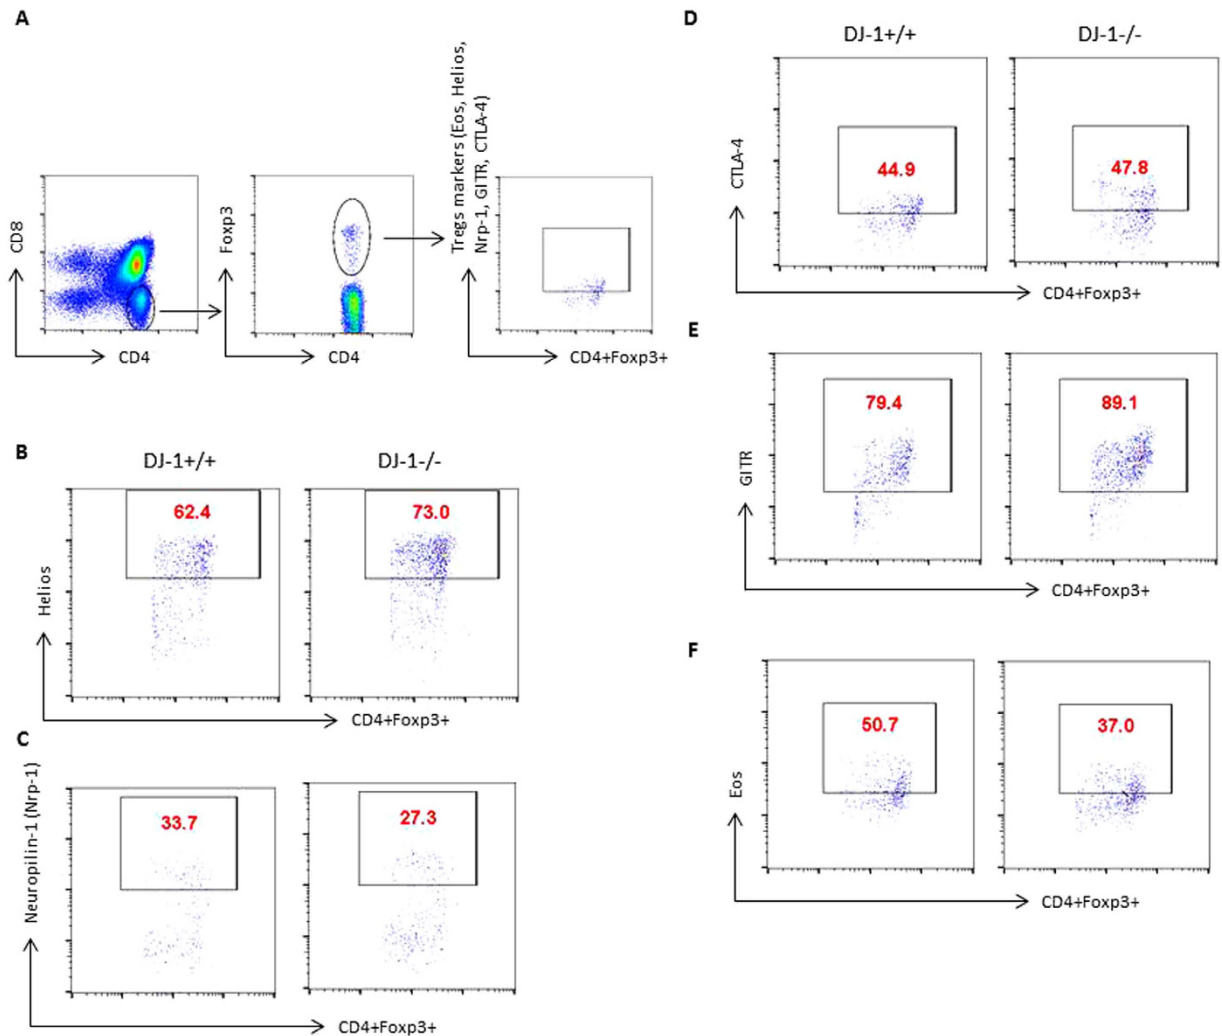 A
CD8
CD4
Foxp3
CD4
Tregs markers (Eos, Helios,
Nrp-1, GITR, CTLA-4)
CD4+Foxp3+
B
DJ-1+/+
DJ-1-/-
Helios
62.4
73.0
CD4+Foxp3+
C
Neuropilin-1 (Nrp-1)
33.7
27.3
CD4+Foxp3+
D
DJ-1+/+
DJ-1-/-
CTLA-4
44.9
47.8
CD4+Foxp3+
E
GITR
79.4
89.1
CD4+Foxp3+
F
Eos
50.7
37.0
CD4+Foxp3+